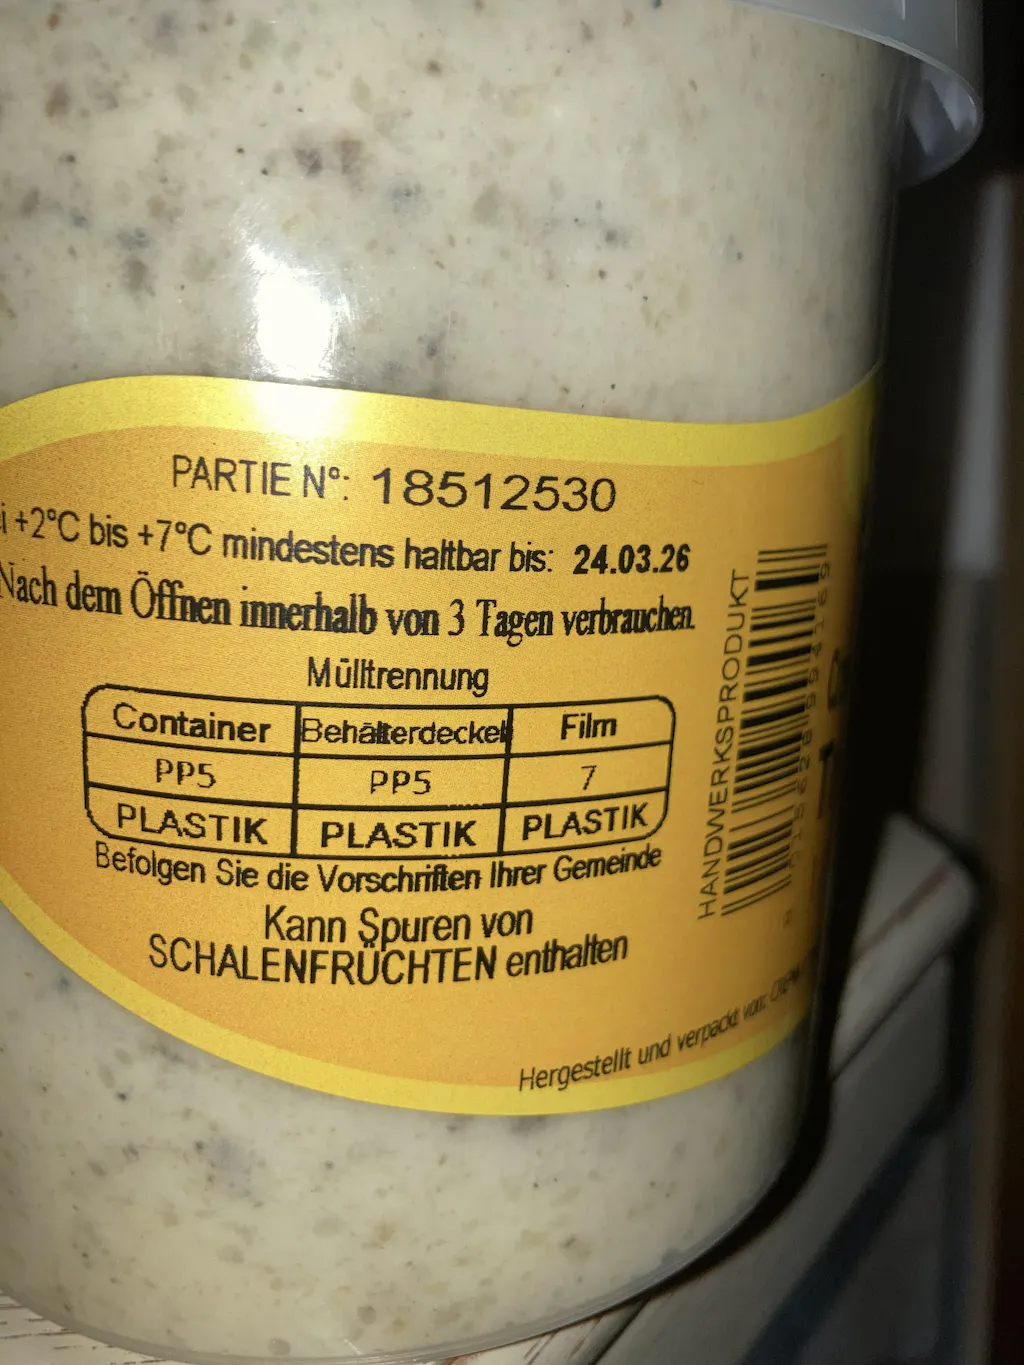 PARTIE N°: 18512530
+2°C bis +7°C mindestens haltbar bis: 24.03.26
Nach dem Öffnen innerhalb von 3 Tagen verbrauchen.
Mülltrennung
Container Behälterdeckel Film
PP5 PP5 7
PLASTIK PLASTIK PLASTIK
Befolgen Sie die Vorschriften Ihrer Gemeinde
Kann Spuren von
SCHALENFRÜCHTEN enthalten
Hergestellt und verpackt von:
HANDWERKSPRODUKT